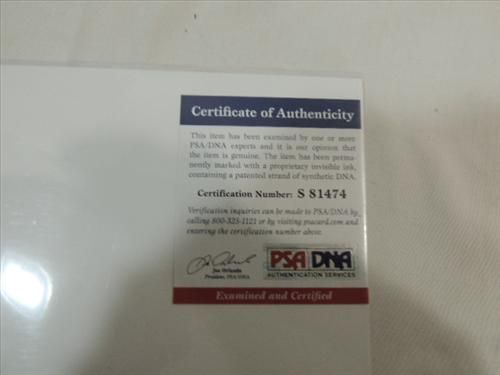 Certificate of Authenticity
This item has been examined by one or more
PSA/DNA experts and it is our opinion that
the item is genuine. The item has been perma-
nently marked with a proprietary invisible ink,
containing a patented strand of synthetic DNA.
Certification Number: S 81474
Verification inquiries can be made to PSA/DNA by
calling 800-325-1121 or by visiting psacard.com and
entering the certification number above.
Joe Orlando
President, PSA/DNA
PSA DNA
AUTHENTICATION SERVICES
Examined and Certified